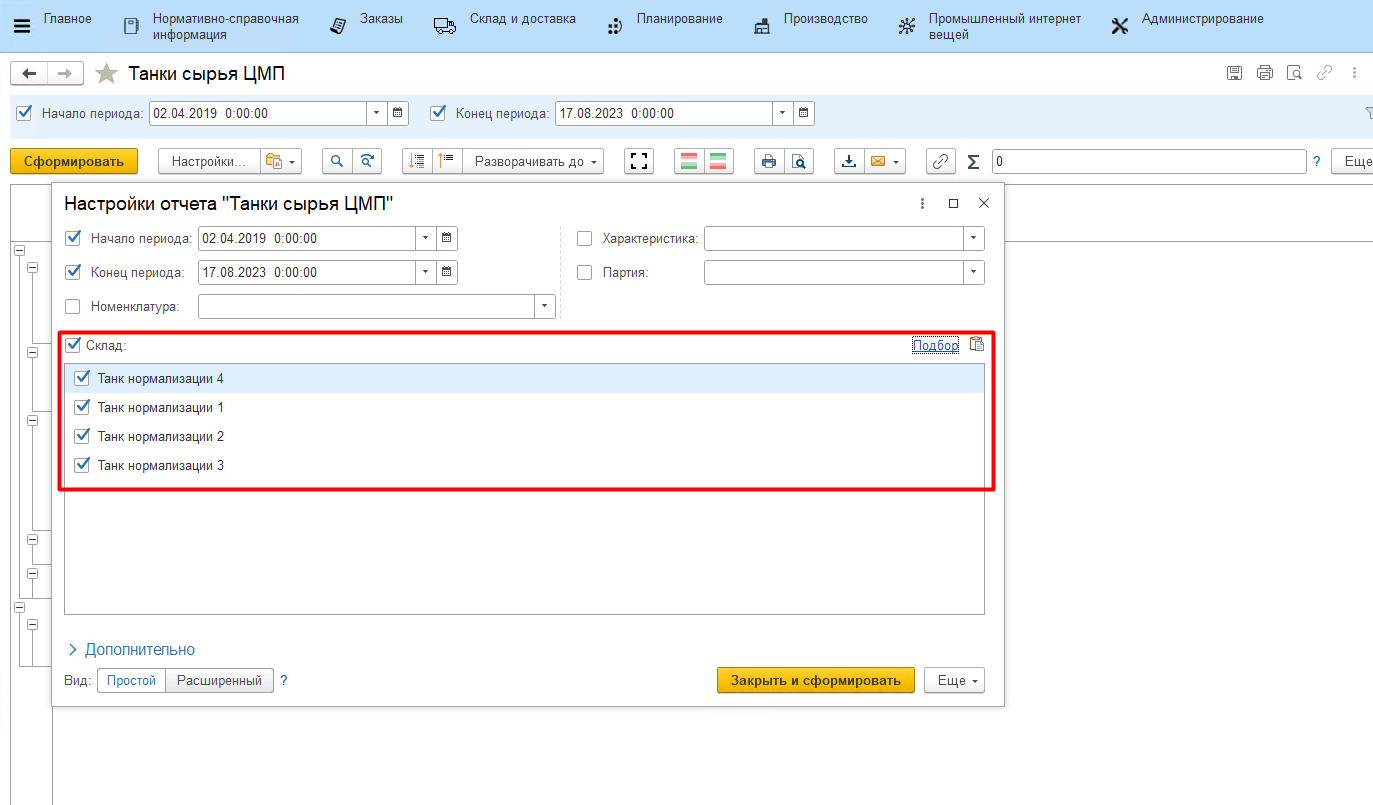 Главное
Нормативно-справочная
информация
Заказы
Склад и доставка
Планирование
Производство
Промышленный интернет
вещей
Администрирование
Танки сырья ЦМП
Начало периода: 02.04.2019 0:00:00
Конец периода: 17.08.2023 0:00:00
Сформировать
Настройки...
Разворачивать до
Σ
0
?
Еще
Настройки отчета "Танки сырья ЦМП"
Начало периода: 02.04.2019 0:00:00
Характеристика:
Конец периода: 17.08.2023 0:00:00
Партия:
Номенклатура:
Склад:
Подбор
Танк нормализации 4
Танк нормализации 1
Танк нормализации 2
Танк нормализации 3
Дополнительно
Вид: Простой Расширенный ?
Закрыть и сформировать
Еще